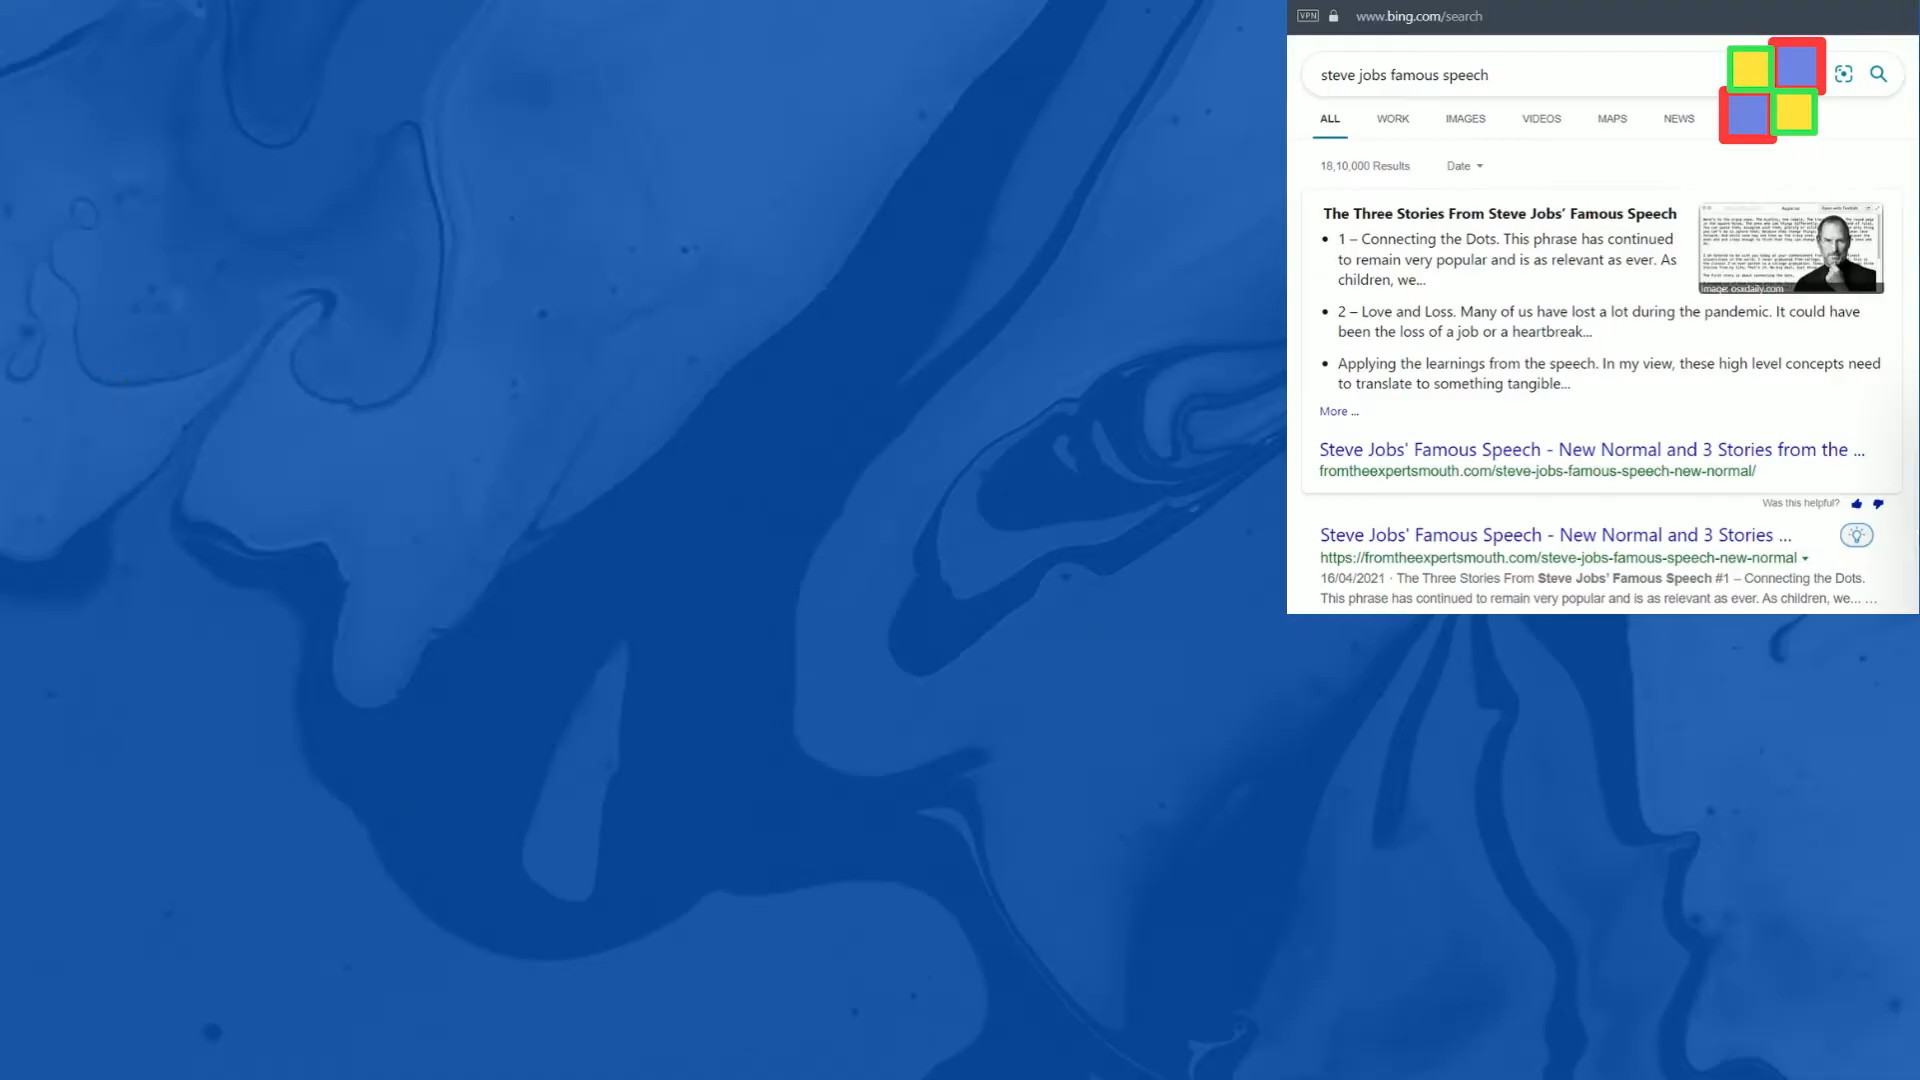 VPN www.bing.com/search
steve jobs famous speech
ALL WORK IMAGES VIDEOS MAPS NEWS
18,10,000 Results Date
The Three Stories From Steve Jobs’ Famous Speech
1 – Connecting the Dots. This phrase has continued
to remain very popular and is as relevant as ever. As
children, we...
image: osxdaily.com
2 – Love and Loss. Many of us have lost a lot during the pandemic. It could have
been the loss of a job or a heartbreak...
Applying the learnings from the speech. In my view, these high level concepts need
to translate to something tangible...
More ...
Steve Jobs' Famous Speech - New Normal and 3 Stories from the ...
fromtheexpertsmouth.com/steve-jobs-famous-speech-new-normal/
Was this helpful?
Steve Jobs' Famous Speech - New Normal and 3 Stories ...
https://fromtheexpertsmouth.com/steve-jobs-famous-speech-new-normal
16/04/2021 · The Three Stories From Steve Jobs’ Famous Speech #1 – Connecting the Dots.
This phrase has continued to remain very popular and is as relevant as ever. As children, we... ...